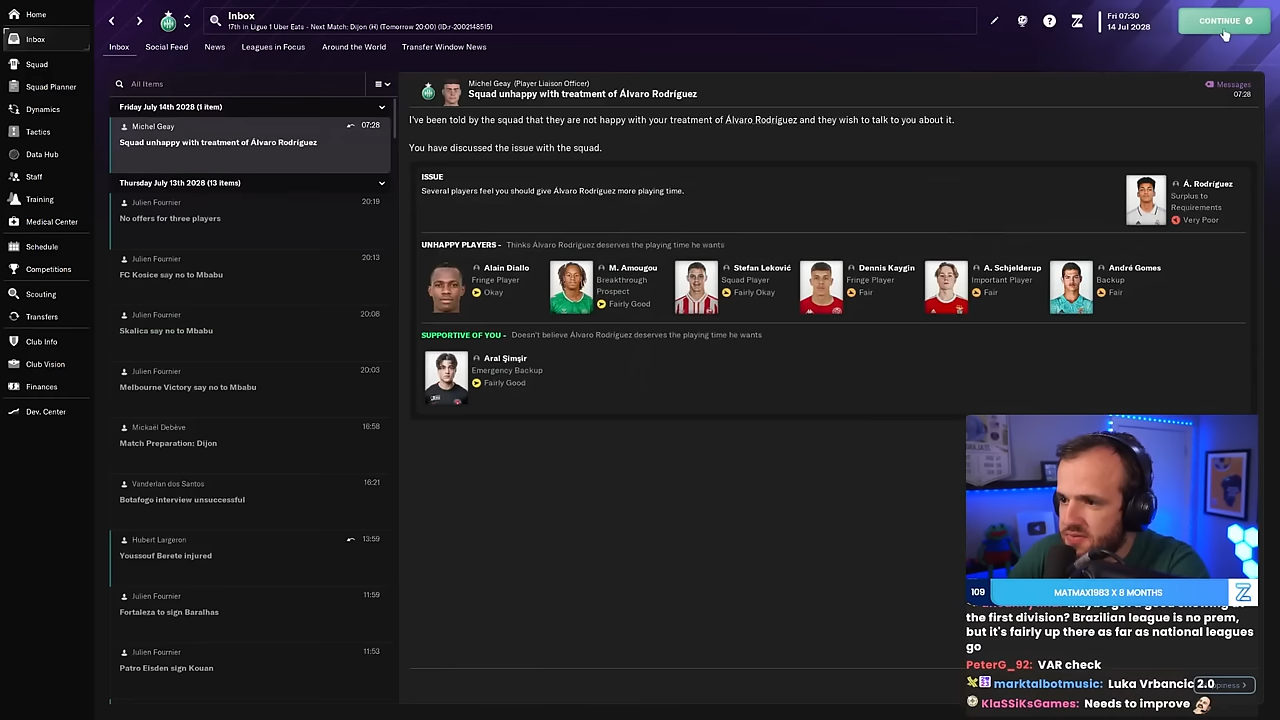 Home
Inbox
Squad
Squad Planner
Dynamics
Tactics
Data Hub
Staff
Training
Medical Center
Schedule
Competitions
Scouting
Transfers
Club Info
Club Vision
Finances
Dev. Center
Inbox
17th in Ligue 1 Uber Eats - Next Match: Dijon (H) (Tomorrow 20:00) (ID:r-2002148515)
Fri 07:30
14 Jul 2028
CONTINUE
Inbox
Social Feed
News
Leagues in Focus
Around the World
Transfer Window News
All Items
Friday July 14th 2028 (1 item)
Michel Geay 07:28
Squad unhappy with treatment of Álvaro Rodríguez
Thursday July 13th 2028 (13 items)
Julien Fournier 20:19
No offers for three players
Julien Fournier 20:13
FC Kosice say no to Mbabu
Julien Fournier 20:08
Skalica say no to Mbabu
Julien Fournier 20:03
Melbourne Victory say no to Mbabu
Mickaël Debève 16:58
Match Preparation: Dijon
Vanderlan dos Santos 16:21
Botafogo interview unsuccessful
Hubert Largeron 13:59
Youssouf Berete injured
Julien Fournier 11:59
Fortaleza to sign Baralhas
Julien Fournier 11:53
Patro Eisden sign Kouan
Michel Geay (Player Liaison Officer)
Squad unhappy with treatment of Álvaro Rodríguez
Messages
07:28
I've been told by the squad that they are not happy with your treatment of Álvaro Rodríguez and they wish to talk to you about it.
You have discussed the issue with the squad.
ISSUE
Several players feel you should give Álvaro Rodríguez more playing time.
Á. Rodríguez
Surplus to
Requirements
Very Poor
UNHAPPY PLAYERS - Thinks Álvaro Rodríguez deserves the playing time he wants
Alain Diallo
Fringe Player
Okay
M. Amougou
Breakthrough
Prospect
Fairly Good
Stefan Leković
Squad Player
Fairly Okay
Dennis Kaygin
Fringe Player
Fair
A. Schjelderup
Important Player
Fair
André Gomes
Backup
Fair
SUPPORTIVE OF YOU - Doesn't believe Álvaro Rodríguez deserves the playing time he wants
Aral Şimşir
Emergency Backup
Fairly Good
109
MATMAX1983 X 8 MONTHS
the first division? Brazilian league is no prem,
but it's fairly up there as far as national leagues
go
PeterG_92: VAR check
marktalbotmusic: Luka Vrbancic 2.0
KlaSSiKsGames: Needs to improve